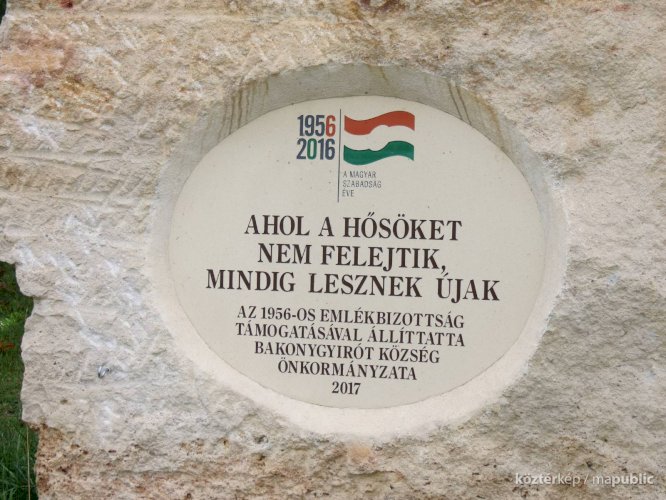 1956
2016
A MAGYAR
SZABADSÁG
ÉVE
AHOL A HŐSÖKET
NEM FELEJTIK,
MINDIG LESZNEK ÚJAK
AZ 1956-OS EMLÉKBIZOTTSÁG
TÁMOGATÁSÁVAL ÁLLÍTTATTA
BAKONYGYIRÓT KÖZSÉG
ÖNKORMÁNYZATA
2017
köztérkép / mapublic